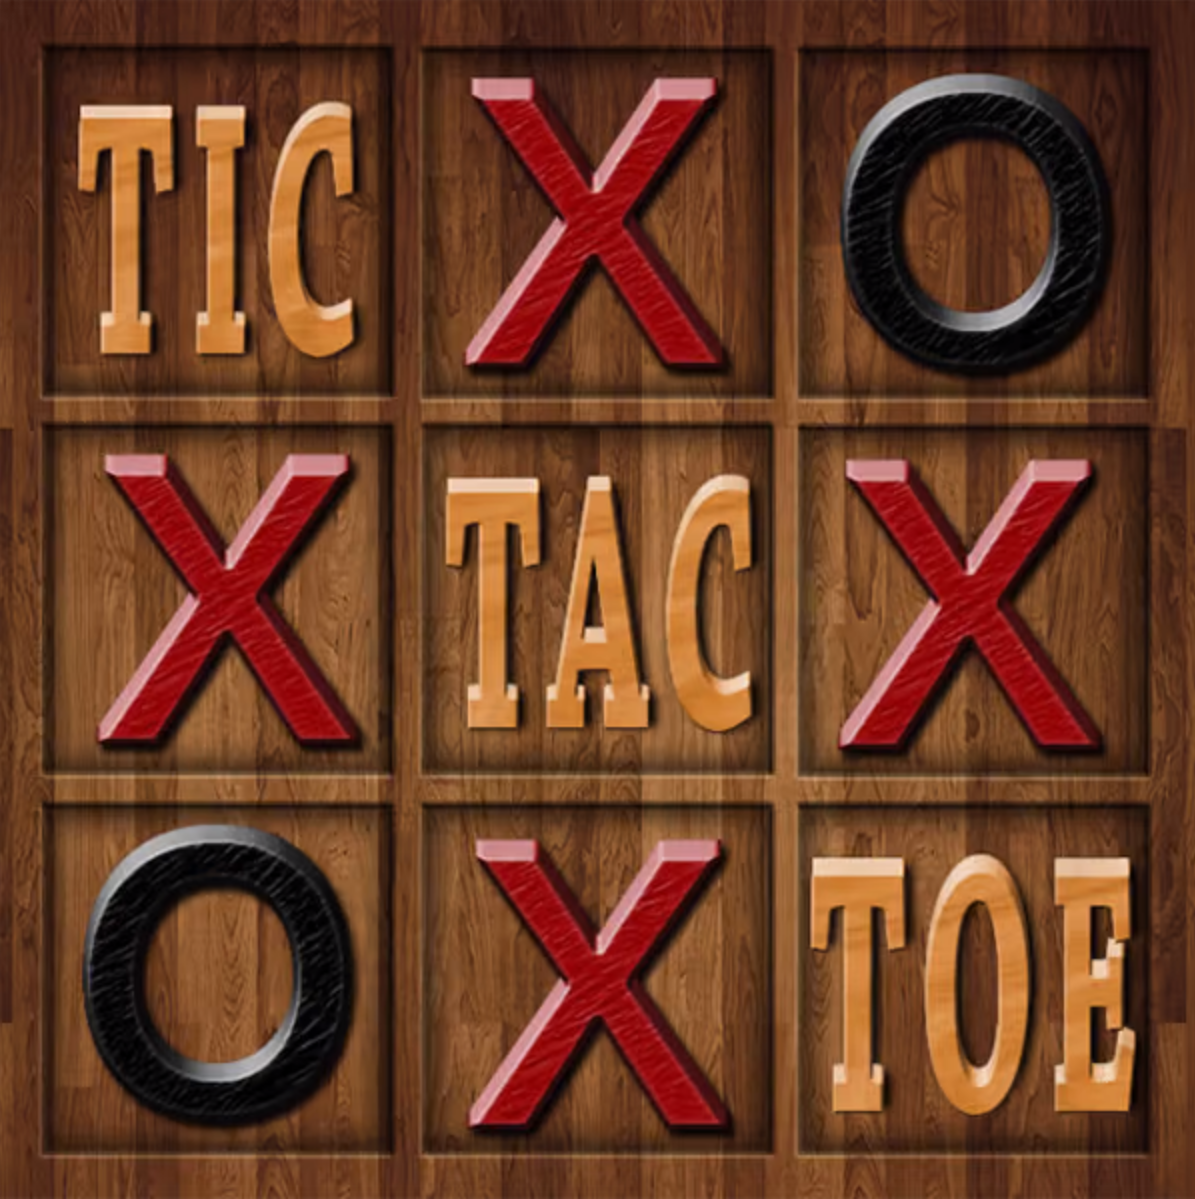 TIC X O
X TAC X
O X TOE